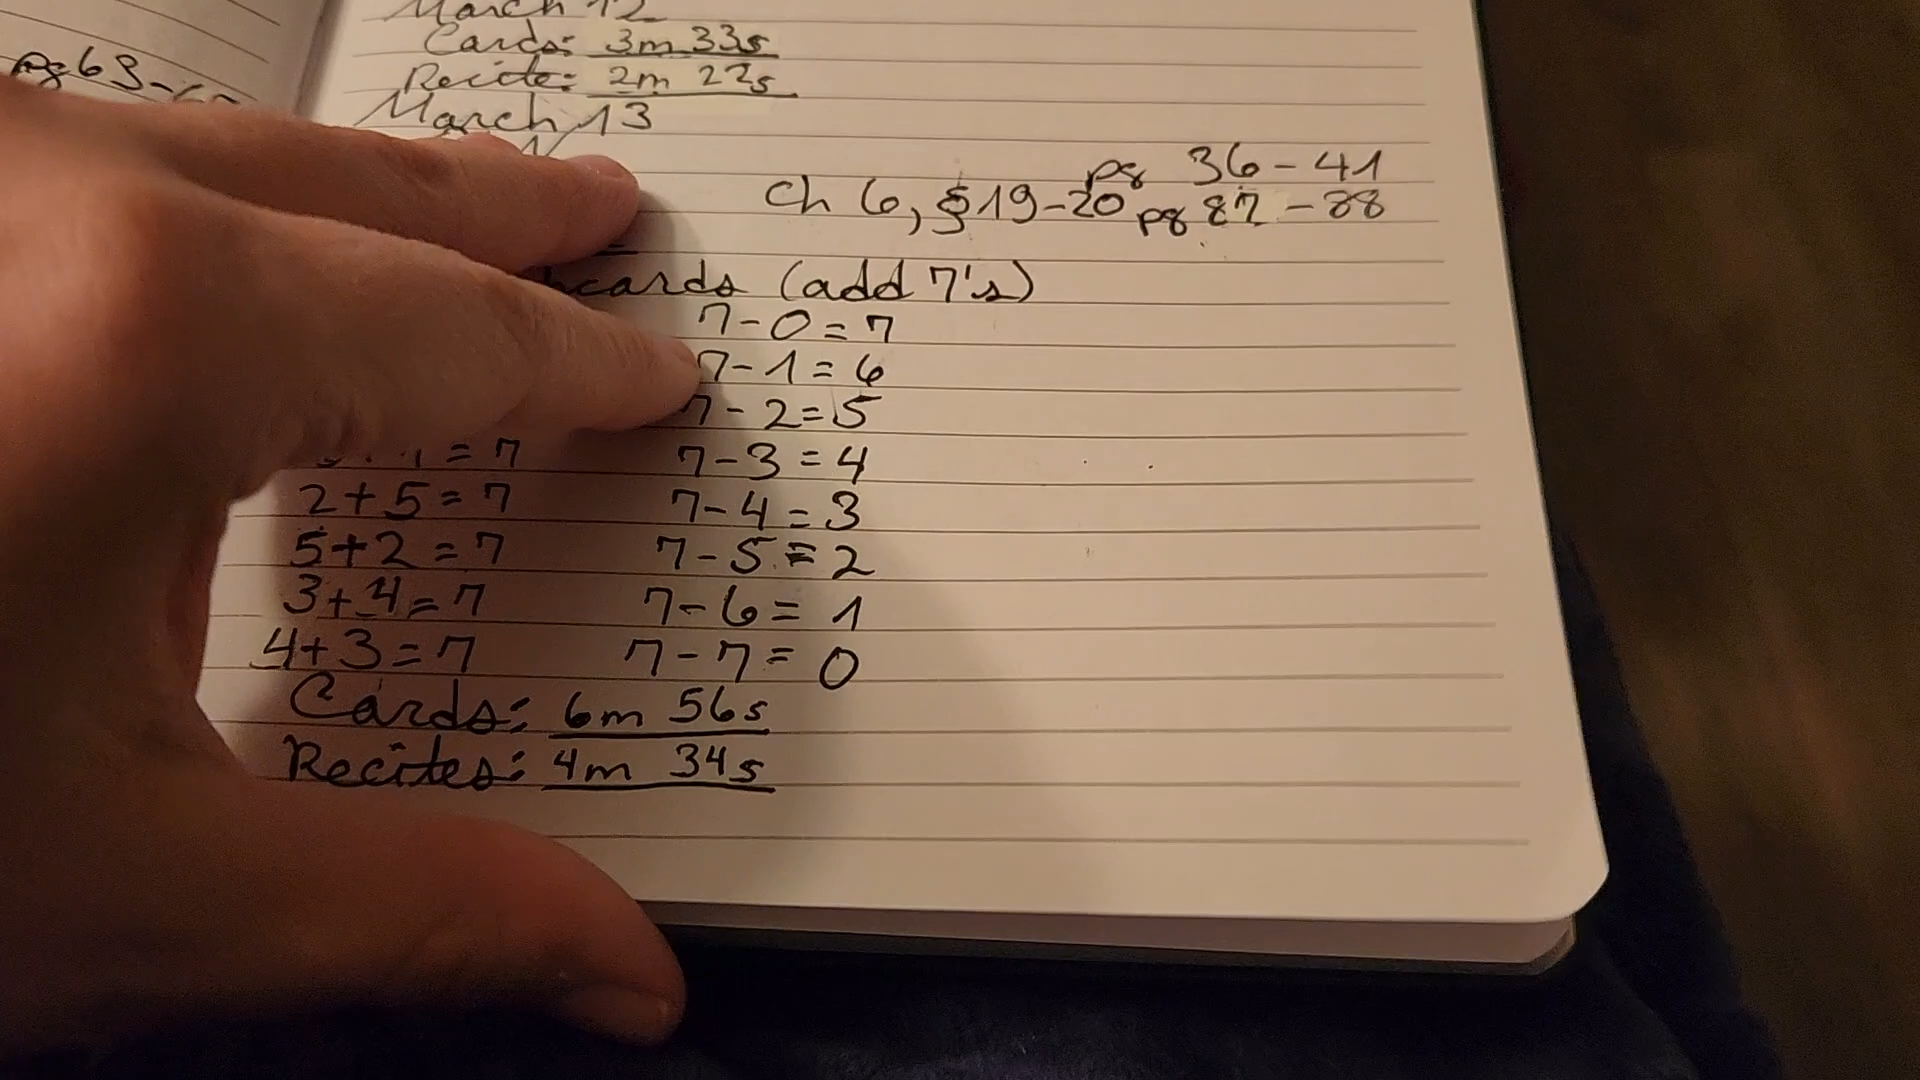 March 12
Cards: 3m 33s
Recite: 2m 22s
March 13
pg 63-
pg 36-41
Ch 6, §19-20 pg 87-88
(add 7's)
7-0=7
7-1=6
7-2=5
=7 7-3=4
2+5=7 7-4=3
5+2=7 7-5=2
3+4=7 7-6=1
4+3=7 7-7=0
Cards: 6m 56s
Recites: 4m 34s